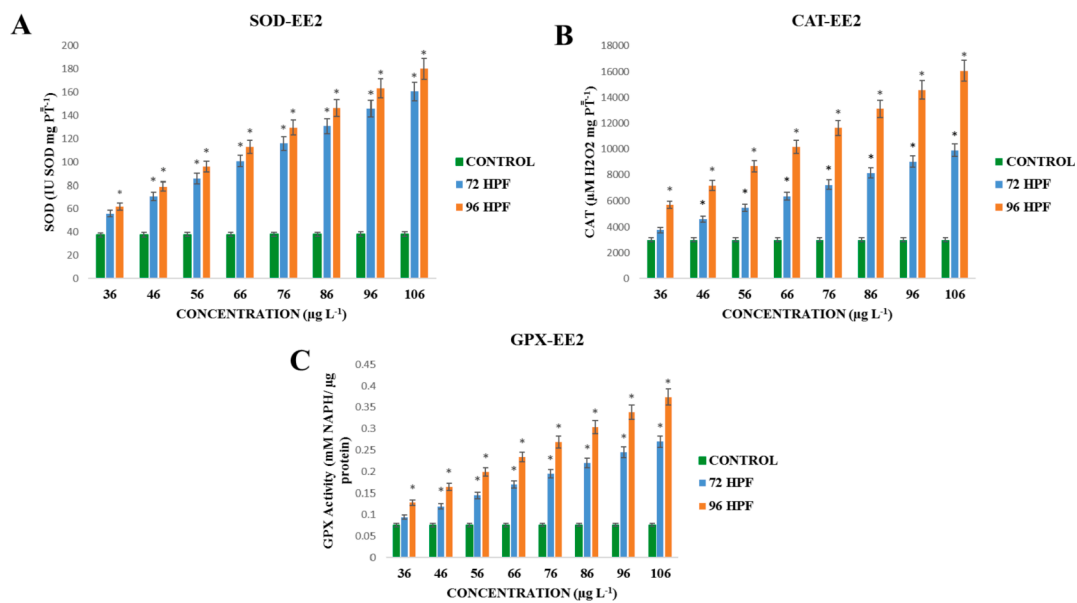 A
SOD-EE2
SOD (IU SOD mg PT̿⁻¹)
200
180
160
140
120
100
80
60
40
20
0
* * * * * * * * * * * * * * *
36 46 56 66 76 86 96 106
CONCENTRATION (µg L⁻¹)
CONTROL
72 HPF
96 HPF
B
CAT-EE2
CAT (µM H2O2 mg PT̿⁻¹)
18000
16000
14000
12000
10000
8000
6000
4000
2000
0
* * * * * * * * * * * * * * *
36 46 56 66 76 86 96 106
CONCENTRATION (µg L⁻¹)
CONTROL
72 HPF
96 HPF
C
GPX-EE2
GPX Activity (mM NAPH/ µg
protein)
0.45
0.4
0.35
0.3
0.25
0.2
0.15
0.1
0.05
0
* * * * * * * * * * * * * * *
36 46 56 66 76 86 96 106
CONCENTRATION (µg L⁻¹)
CONTROL
72 HPF
96 HPF